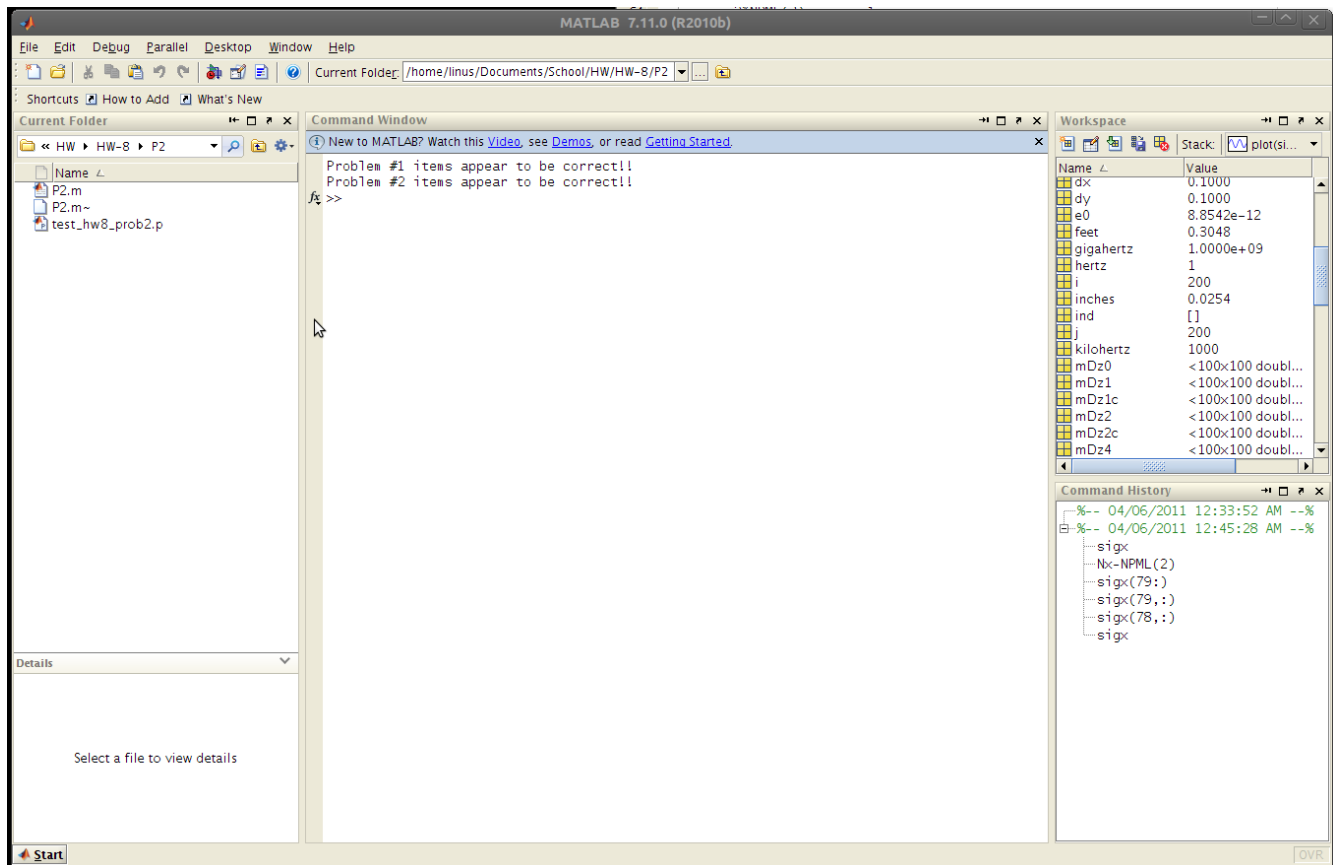 MATLAB 7.11.0 (R2010b)
File Edit Debug Parallel Desktop Window Help
Current Folder: /home/linus/Documents/School/HW/HW-8/P2
Shortcuts How to Add What's New
Current Folder
« HW ▸ HW-8 ▸ P2
Name
P2.m
P2.m~
test_hw8_prob2.p
Details
Select a file to view details
Command Window
New to MATLAB? Watch this Video, see Demos, or read Getting Started.
Problem #1 items appear to be correct!!
Problem #2 items appear to be correct!!
fx >>
Workspace
Stack: plot(si...
Name Value
dx 0.1000
dy 0.1000
e0 8.8542e-12
feet 0.3048
gigahertz 1.0000e+09
hertz 1
i 200
inches 0.0254
ind []
j 200
kilohertz 1000
mDz0 <100x100 doubl...
mDz1 <100x100 doubl...
mDz1c <100x100 doubl...
mDz2 <100x100 doubl...
mDz2c <100x100 doubl...
mDz4 <100x100 doubl...
Command History
%-- 04/06/2011 12:33:52 AM --%
%-- 04/06/2011 12:45:28 AM --%
sigx
Nx-NPML(2)
sigx(79:)
sigx(79,:)
sigx(78,:)
sigx
Start
OVR